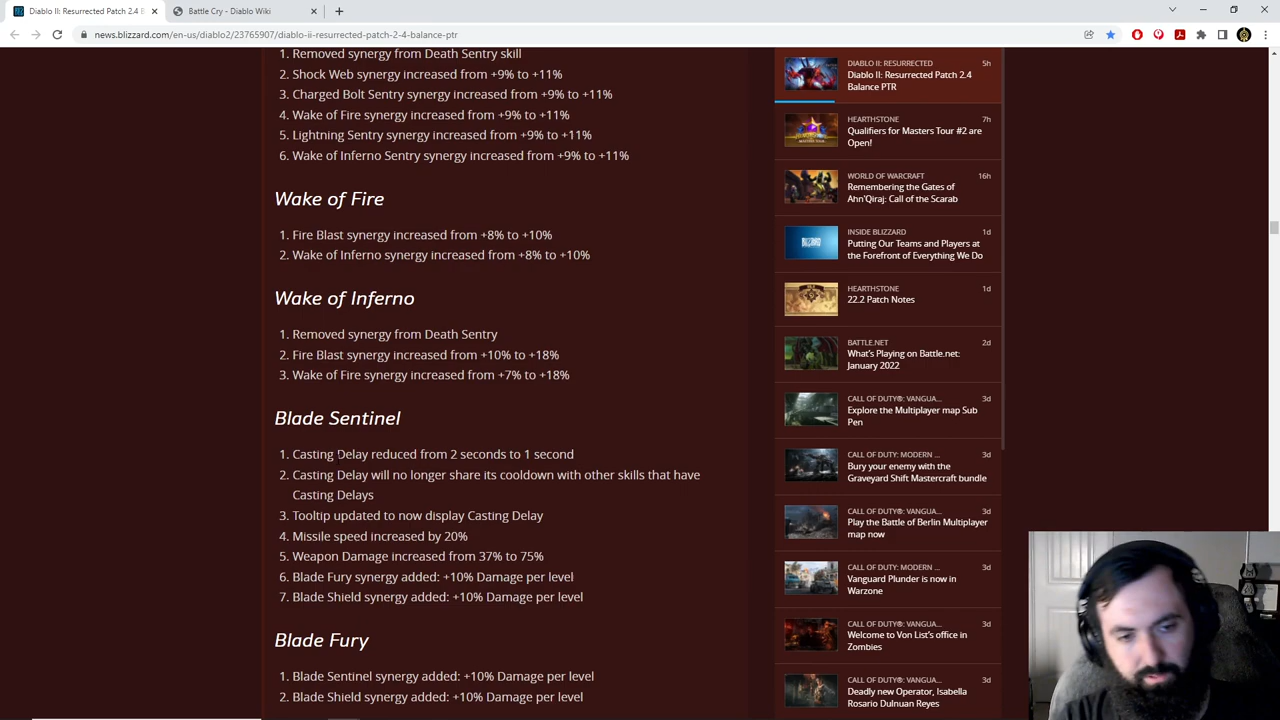 Diablo II: Resurrected Patch 2.4 B
Battle Cry - Diablo Wiki
news.blizzard.com/en-us/diablo2/23765907/diablo-ii-resurrected-patch-2-4-balance-ptr
1. Removed synergy from Death Sentry skill
2. Shock Web synergy increased from +9% to +11%
3. Charged Bolt Sentry synergy increased from +9% to +11%
4. Wake of Fire synergy increased from +9% to +11%
5. Lightning Sentry synergy increased from +9% to +11%
6. Wake of Inferno Sentry synergy increased from +9% to +11%
Wake of Fire
1. Fire Blast synergy increased from +8% to +10%
2. Wake of Inferno synergy increased from +8% to +10%
Wake of Inferno
1. Removed synergy from Death Sentry
2. Fire Blast synergy increased from +10% to +18%
3. Wake of Fire synergy increased from +7% to +18%
Blade Sentinel
1. Casting Delay reduced from 2 seconds to 1 second
2. Casting Delay will no longer share its cooldown with other skills that have
Casting Delays
3. Tooltip updated to now display Casting Delay
4. Missile speed increased by 20%
5. Weapon Damage increased from 37% to 75%
6. Blade Fury synergy added: +10% Damage per level
7. Blade Shield synergy added: +10% Damage per level
Blade Fury
1. Blade Sentinel synergy added: +10% Damage per level
2. Blade Shield synergy added: +10% Damage per level
DIABLO II: RESURRECTED 5h
Diablo II: Resurrected Patch 2.4
Balance PTR
HEARTHSTONE 7h
Qualifiers for Masters Tour #2 are
Open!
WORLD OF WARCRAFT 16h
Remembering the Gates of
Ahn'Qiraj: Call of the Scarab
INSIDE BLIZZARD 1d
Putting Our Teams and Players at
the Forefront of Everything We Do
HEARTHSTONE 1d
22.2 Patch Notes
BATTLE.NET 2d
What's Playing on Battle.net:
January 2022
CALL OF DUTY®: VANGUA... 3d
Explore the Multiplayer map Sub
Pen
CALL OF DUTY: MODERN ... 3d
Bury your enemy with the
Graveyard Shift Mastercraft bundle
CALL OF DUTY®: VANGUA... 3d
Play the Battle of Berlin Multiplayer
map now
CALL OF DUTY: MODERN ... 3d
Vanguard Plunder is now in
Warzone
CALL OF DUTY®: VANGUA... 3d
Welcome to Von List's office in
Zombies
CALL OF DUTY®: VANGUA... 3d
Deadly new Operator, Isabella
Rosario Dulnuan Reyes